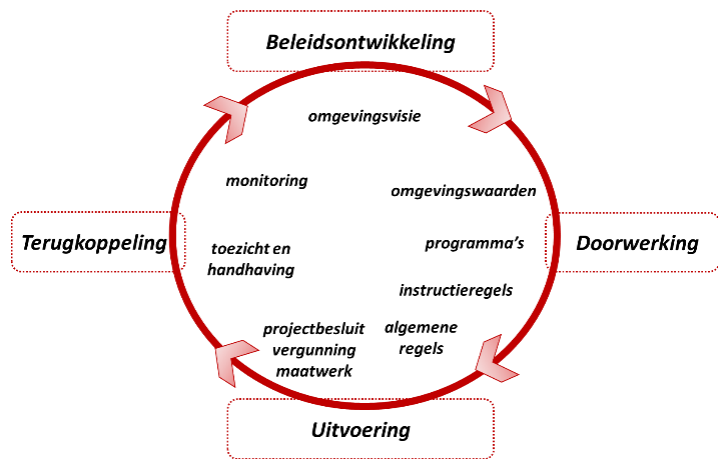 Beleidsontwikkeling
omgevingsvisie
monitoring
omgevingswaarden
Terugkoppeling
toezicht en
handhaving
programma's
Doorwerking
instructieregels
projectbesluit
vergunning
maatwerk
algemene
regels
Uitvoering